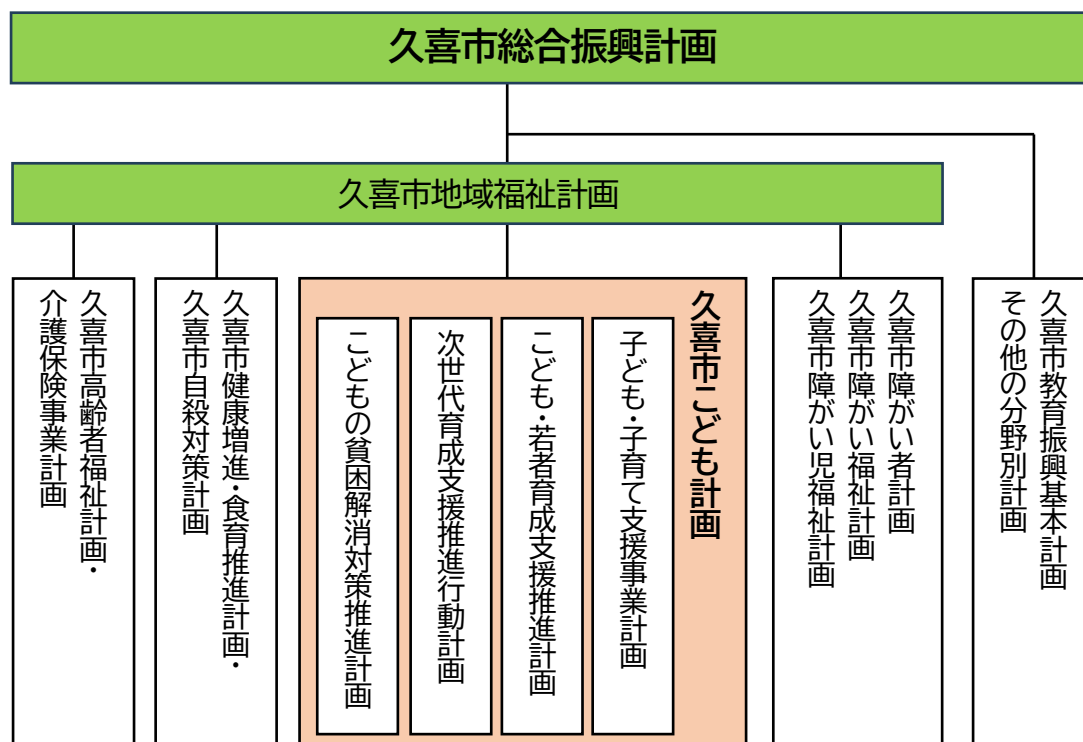 久喜市総合振興計画
久喜市地域福祉計画
久喜市高齢者福祉計画・
介護保険事業計画
久喜市健康増進・食育推進計画・
久喜市自殺対策計画
久喜市こども計画
子ども・子育て支援事業計画
こども・若者育成支援推進計画
次世代育成支援推進行動計画
こどもの貧困解消対策推進計画
久喜市障がい者計画
久喜市障がい福祉計画
久喜市障がい児福祉計画
久喜市教育振興基本計画
その他の分野別計画